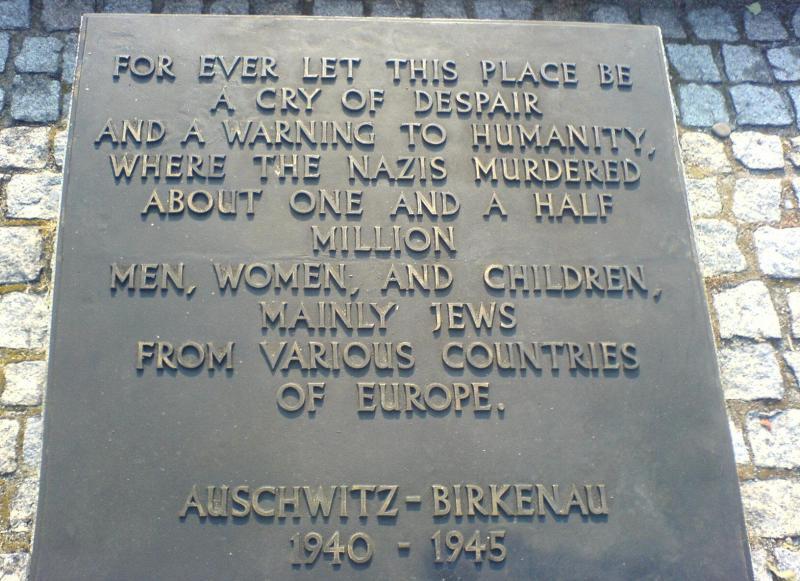 FOR EVER LET THIS PLACE BE
A CRY OF DESPAIR
AND A WARNING TO HUMANITY,
WHERE THE NAZIS MURDERED
ABOUT ONE AND A HALF
MILLION
MEN, WOMEN, AND CHILDREN,
MAINLY JEWS
FROM VARIOUS COUNTRIES
OF EUROPE.
AUSCHWITZ-BIRKENAU
1940 - 1945